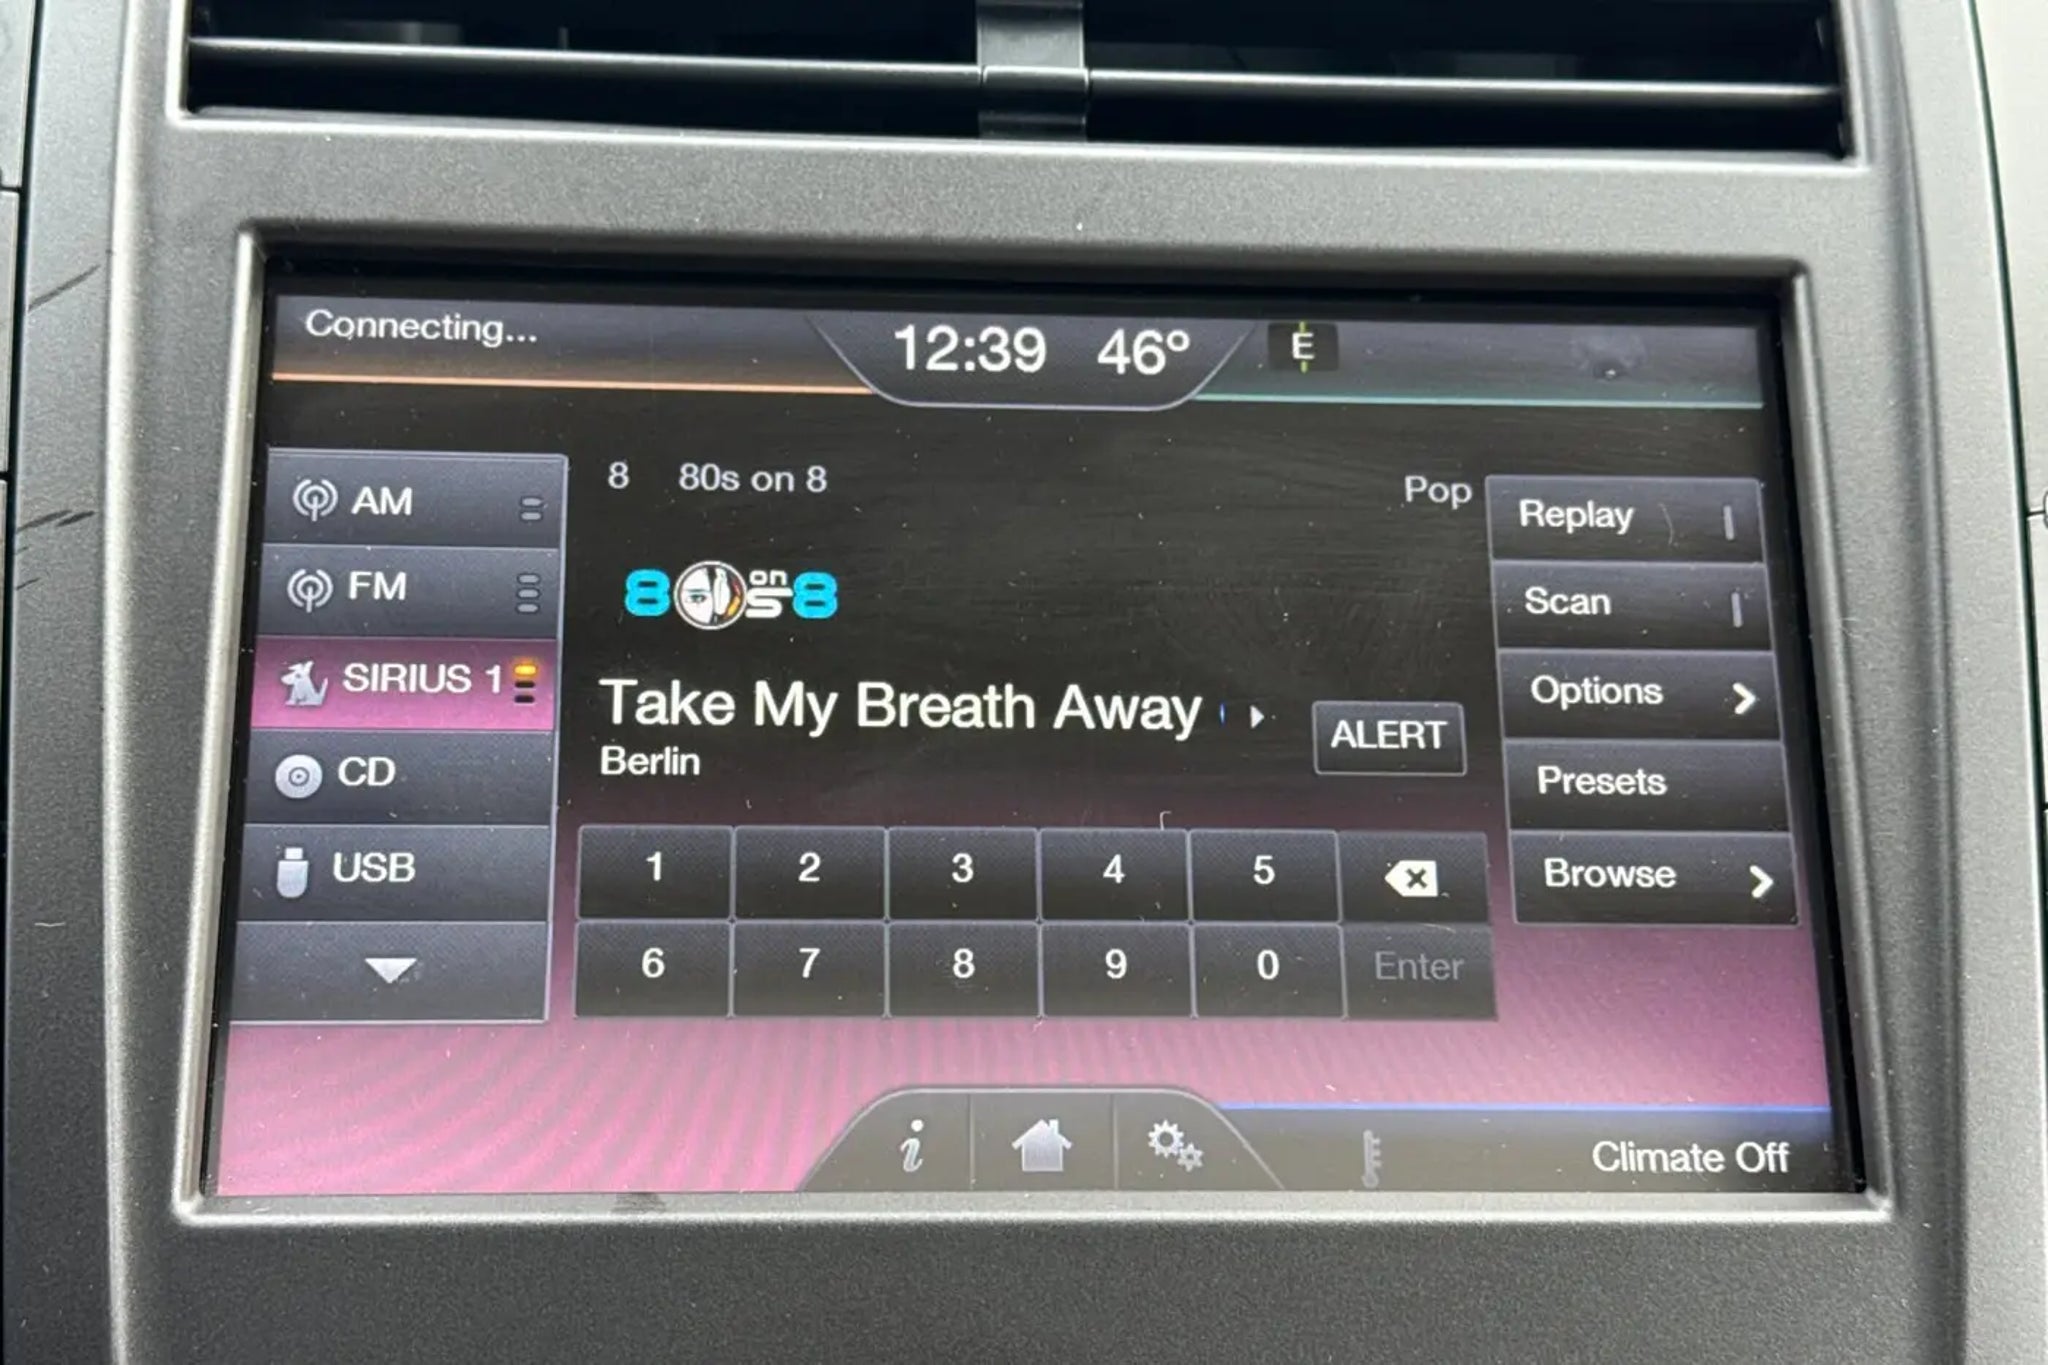 Connecting...
12:39 46°
E
AM
FM
SIRIUS 1
CD
USB
8 80s on 8
Pop
80s on 8
Take My Breath Away
Berlin
ALERT
1 2 3 4 5
6 7 8 9 0 Enter
Replay
Scan
Options
Presets
Browse
i
Climate Off